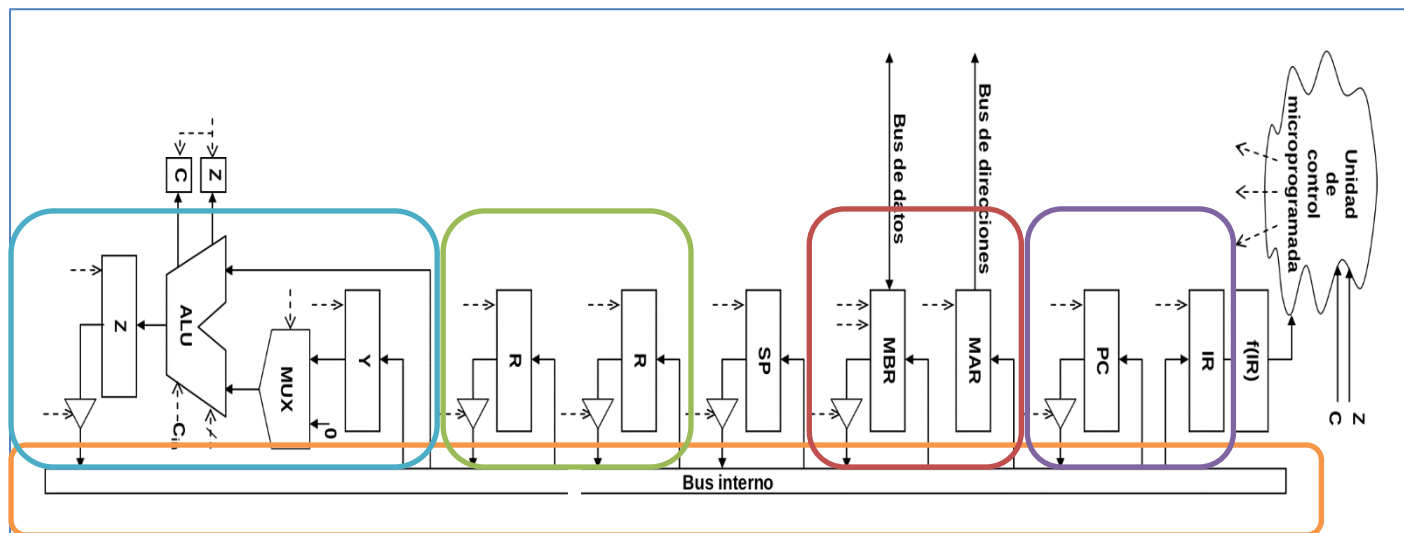 Bus de datos
Bus de direcciones
Unidad
de
control
microprogramada
C
Z
Z
ALU
MUX
Y
0
R
R
SP
MBR
MAR
PC
IR
f(IR)
C
Z
Bus interno